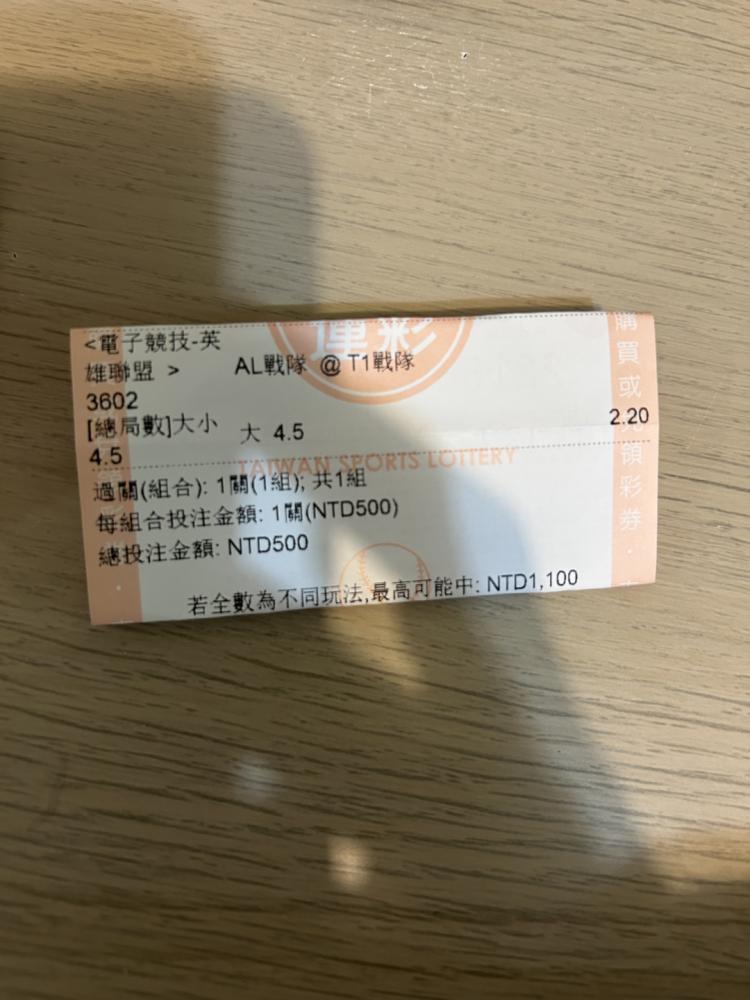 <電子競技-英
雄聯盟 > AL戰隊 @ T1戰隊
3602
[總局數]大小 大 4.5 2.20
4.5
TAIWAN SPORTS LOTTERY
過關(組合): 1關(1組); 共1組
每組合投注金額: 1關(NTD500)
總投注金額: NTD500
若全數為不同玩法,最高可能中: NTD1,100
運彩
購買或兌領彩券·